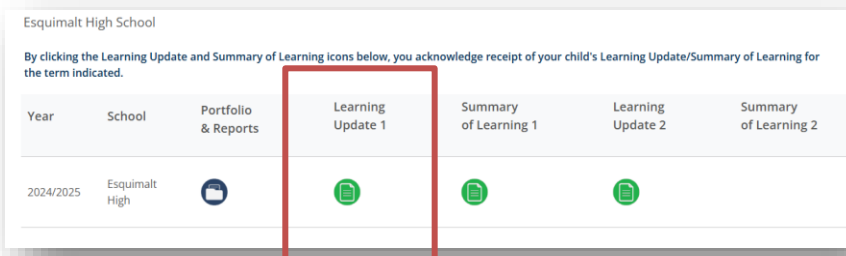 Esquimalt High School
By clicking the Learning Update and Summary of Learning icons below, you acknowledge receipt of your child's Learning Update/Summary of Learning for
the term indicated.
Year School Portfolio & Reports Learning Update 1 Summary of Learning 1 Learning Update 2 Summary of Learning 2
2024/2025 Esquimalt High